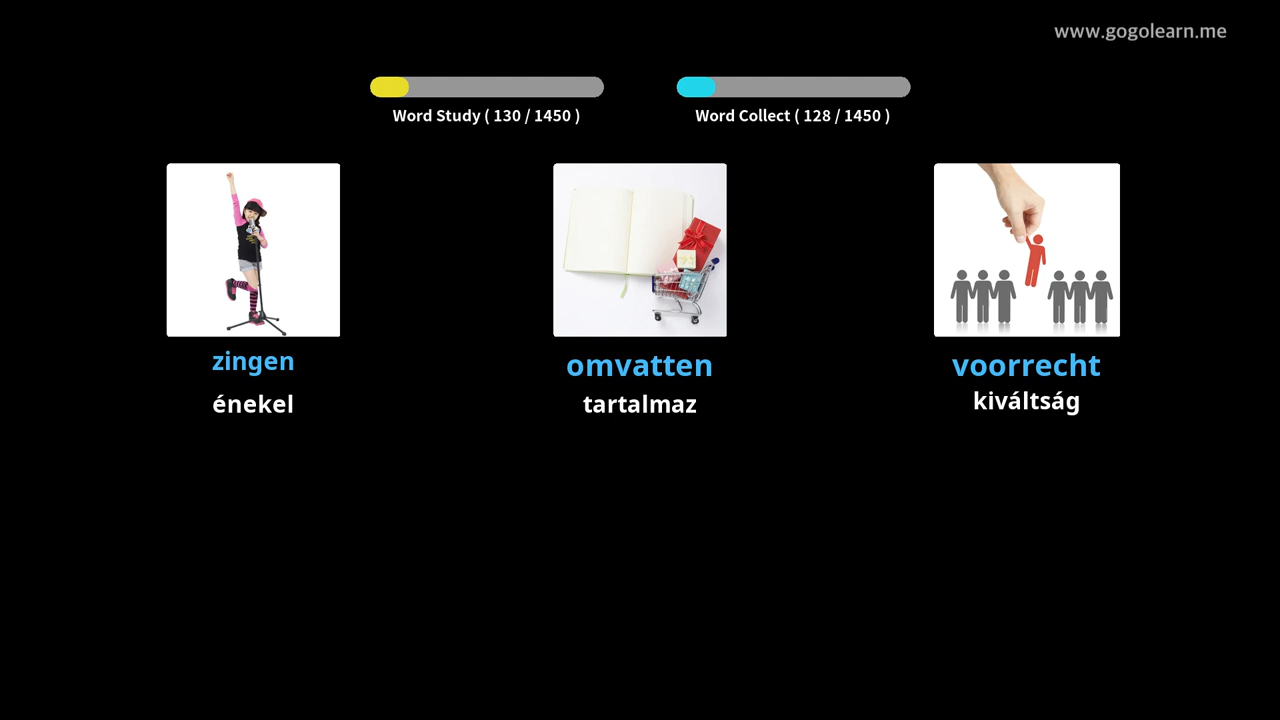 www.gogolearn.me
Word Study ( 130 / 1450 )
Word Collect ( 128 / 1450 )
zingen
énekel
omvatten
tartalmaz
voorrecht
kiváltság